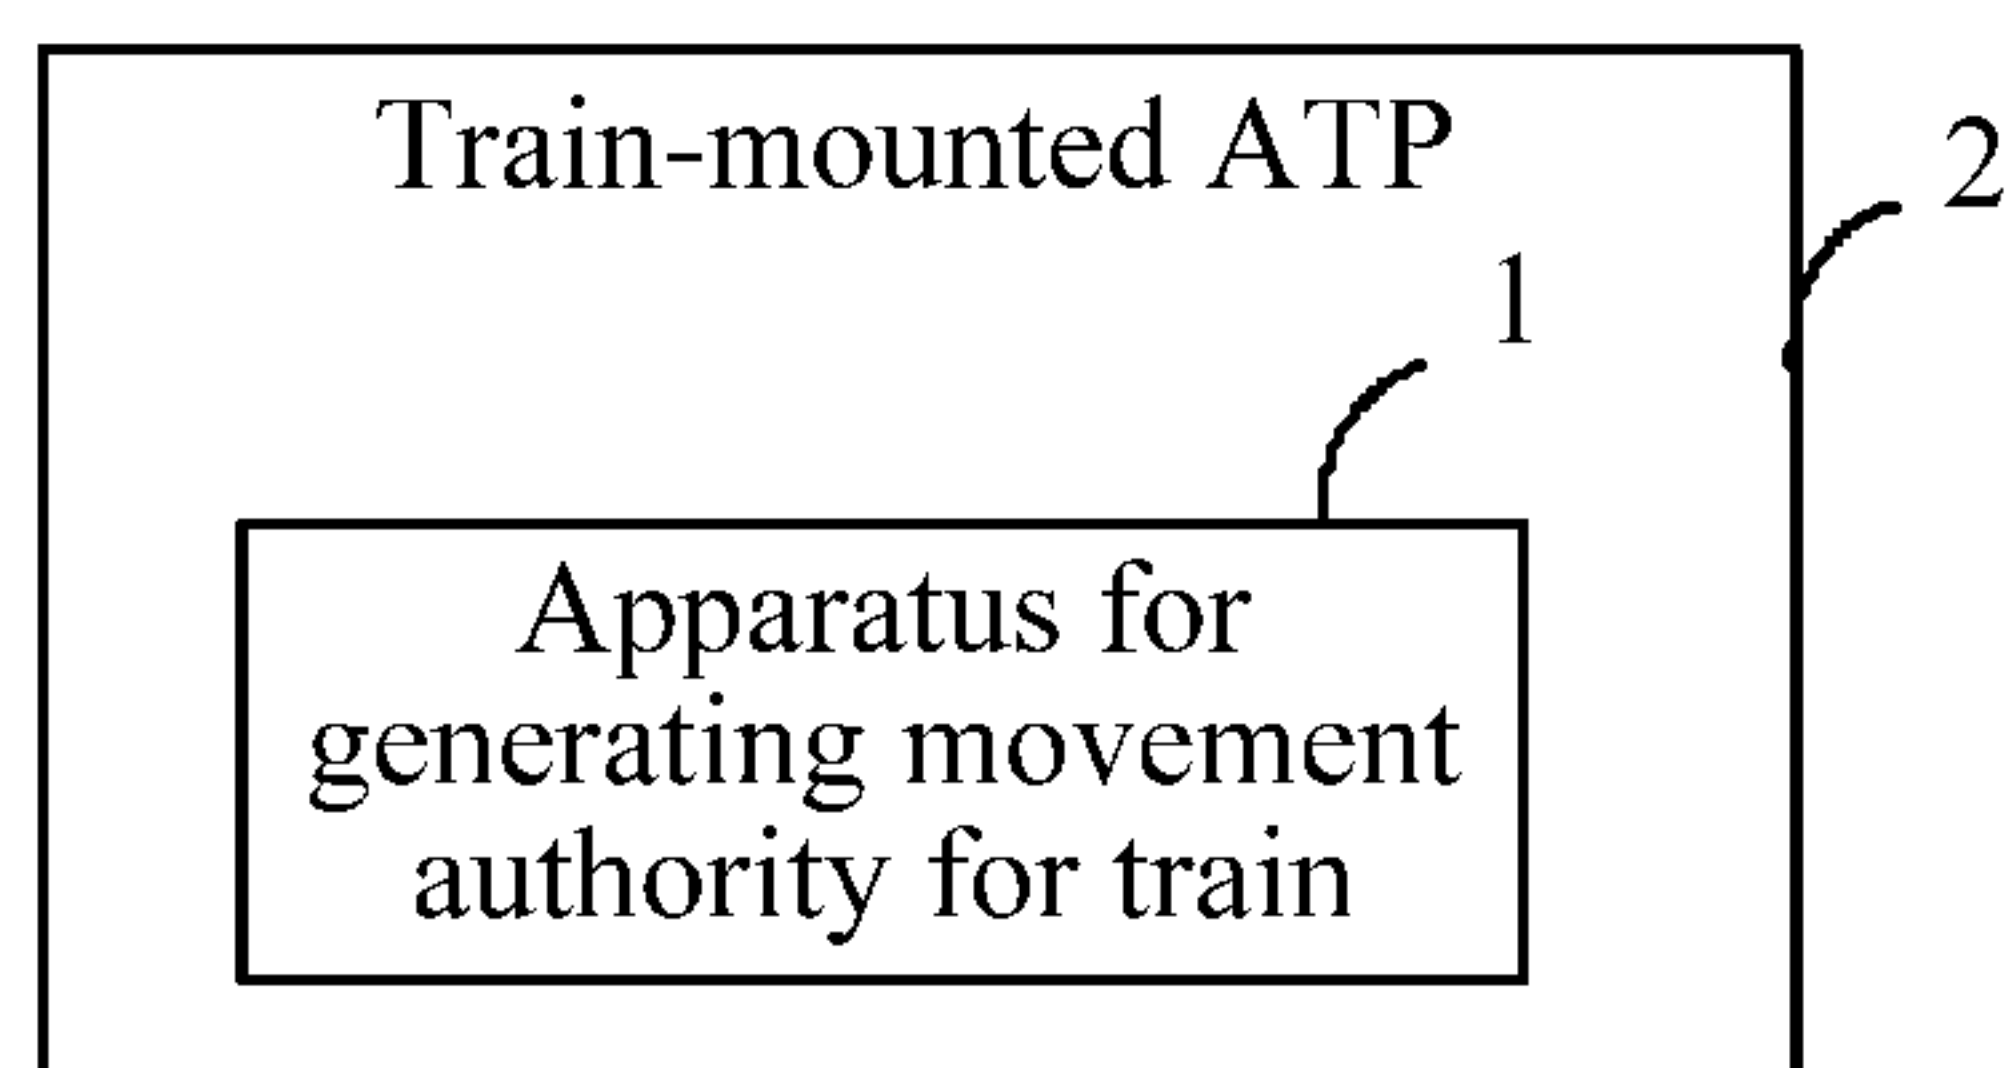 Train-mounted ATP
2
1
Apparatus for
generating movement
authority for train